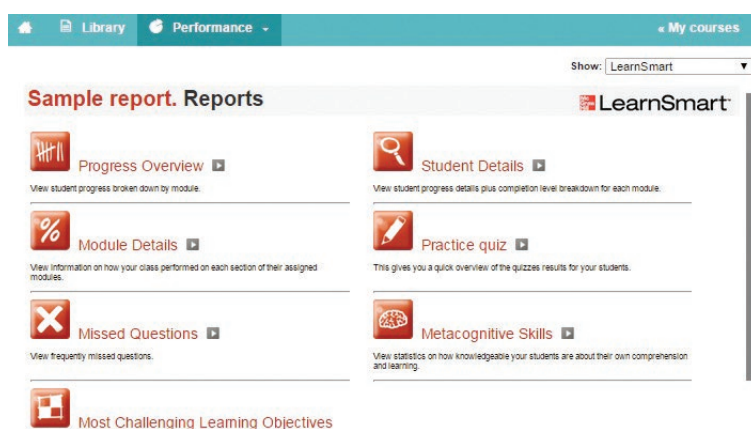 Library Performance « My courses
Show: LearnSmart
Sample report. Reports
LearnSmart
Progress Overview
View student progress broken down by module.
Student Details
View student progress details plus completion level breakdown for each module.
%
Module Details
View information on how your class performed on each section of their assigned
modules.
Practice quiz
This gives you a quick overview of the quizzes results for your students.
Missed Questions
View frequently missed questions.
Metacognitive Skills
View statistics on how knowledgeable your students are about their own comprehension
and learning.
Most Challenging Learning Objectives